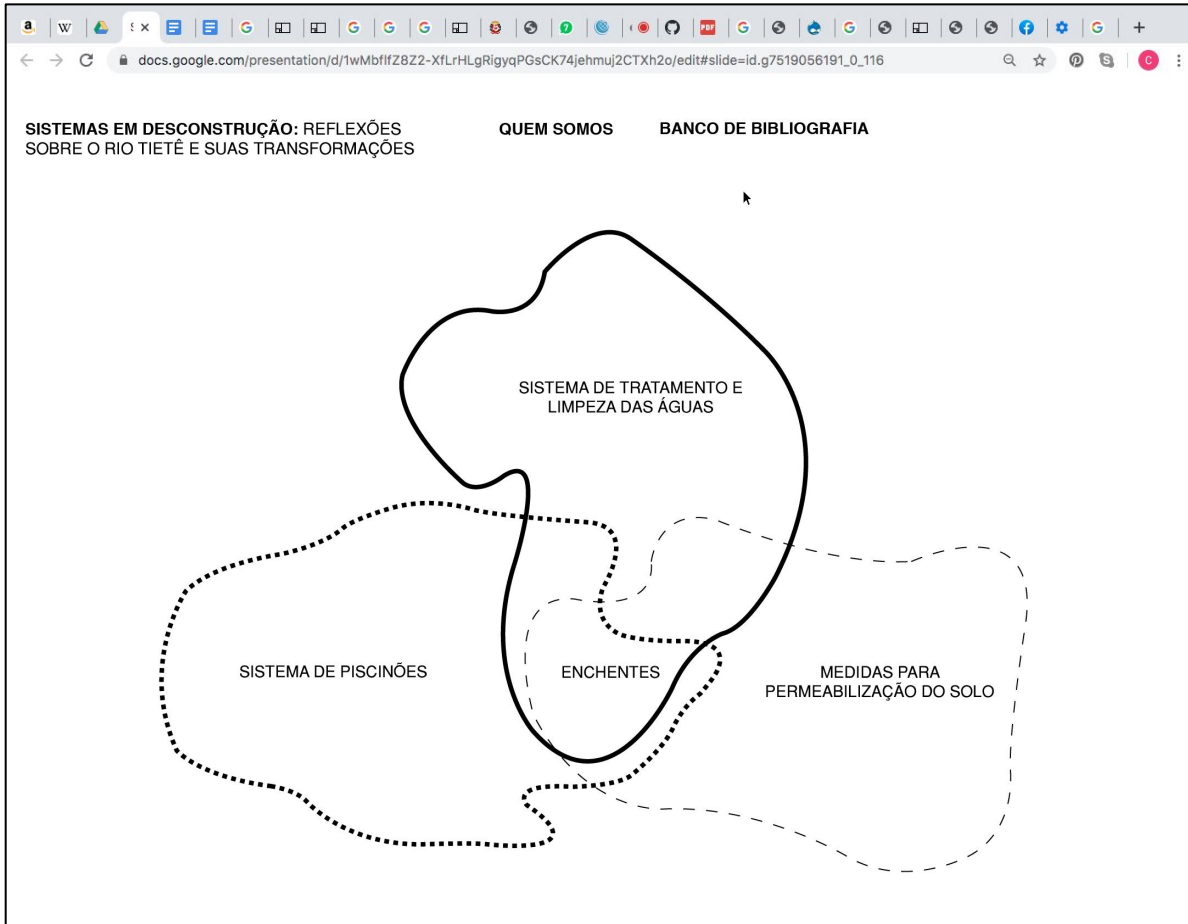 docs.google.com/presentation/d/1wMbflfZ8Z2-XfLrHLgRigyqPGsCK74jehmuj2CTXh2o/edit#slide=id.g7519056191_0_116
SISTEMAS EM DESCONSTRUÇÃO: REFLEXÕES
SOBRE O RIO TIETÊ E SUAS TRANSFORMAÇÕES
QUEM SOMOS
BANCO DE BIBLIOGRAFIA
SISTEMA DE TRATAMENTO E
LIMPEZA DAS ÁGUAS
SISTEMA DE PISCINÕES
ENCHENTES
MEDIDAS PARA
PERMEABILIZAÇÃO DO SOLO